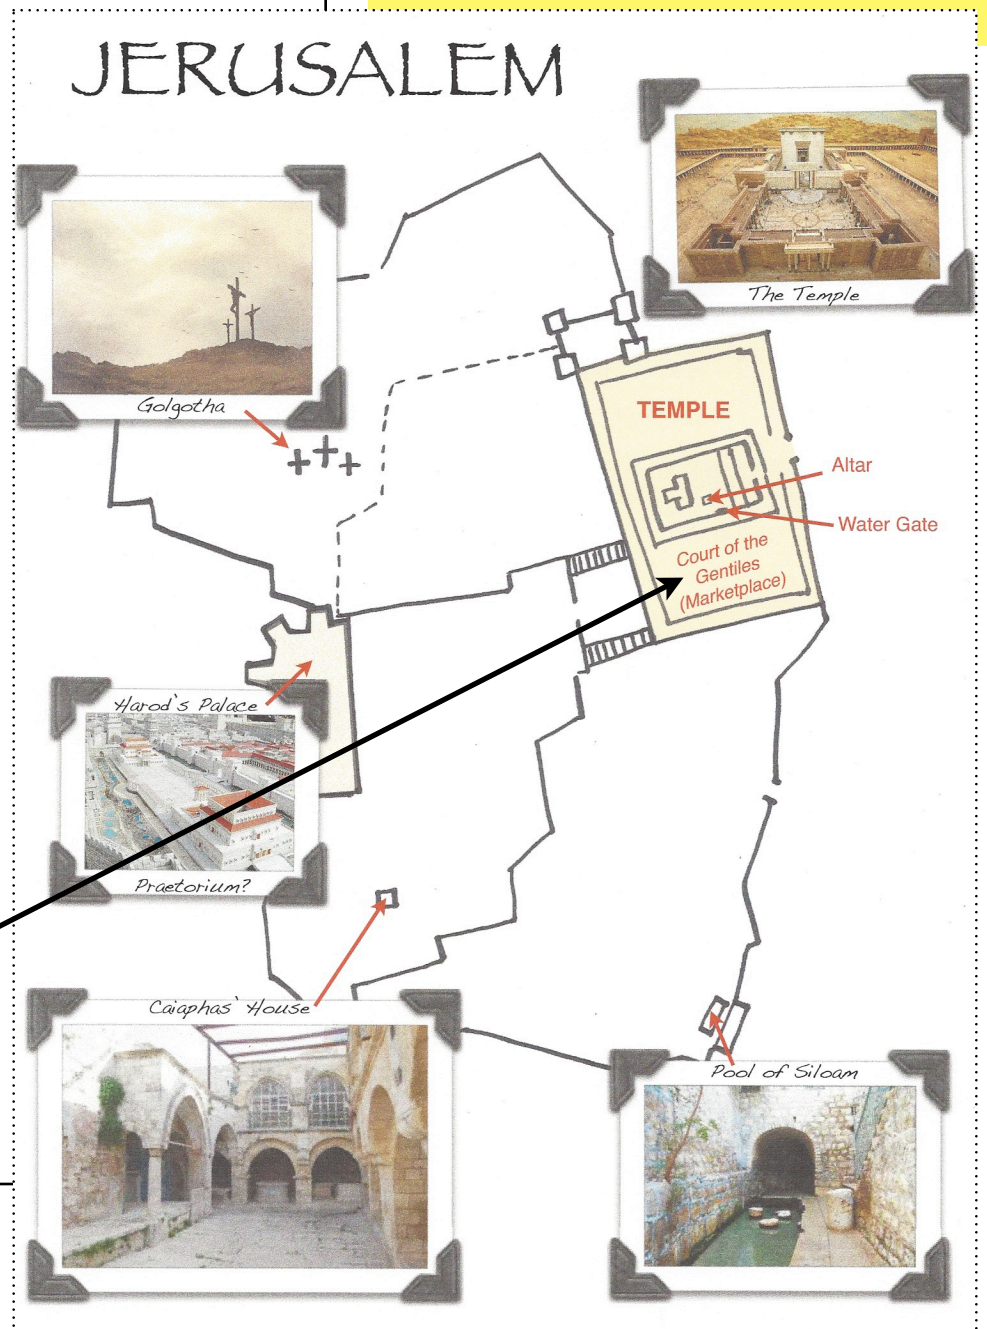 JERUSALEM
The Temple
Golgotha
TEMPLE
Altar
Water Gate
Court of the
Gentiles
(Marketplace)
Harod's Palace
Praetorium?
Caiaphas' House
Pool of Siloam